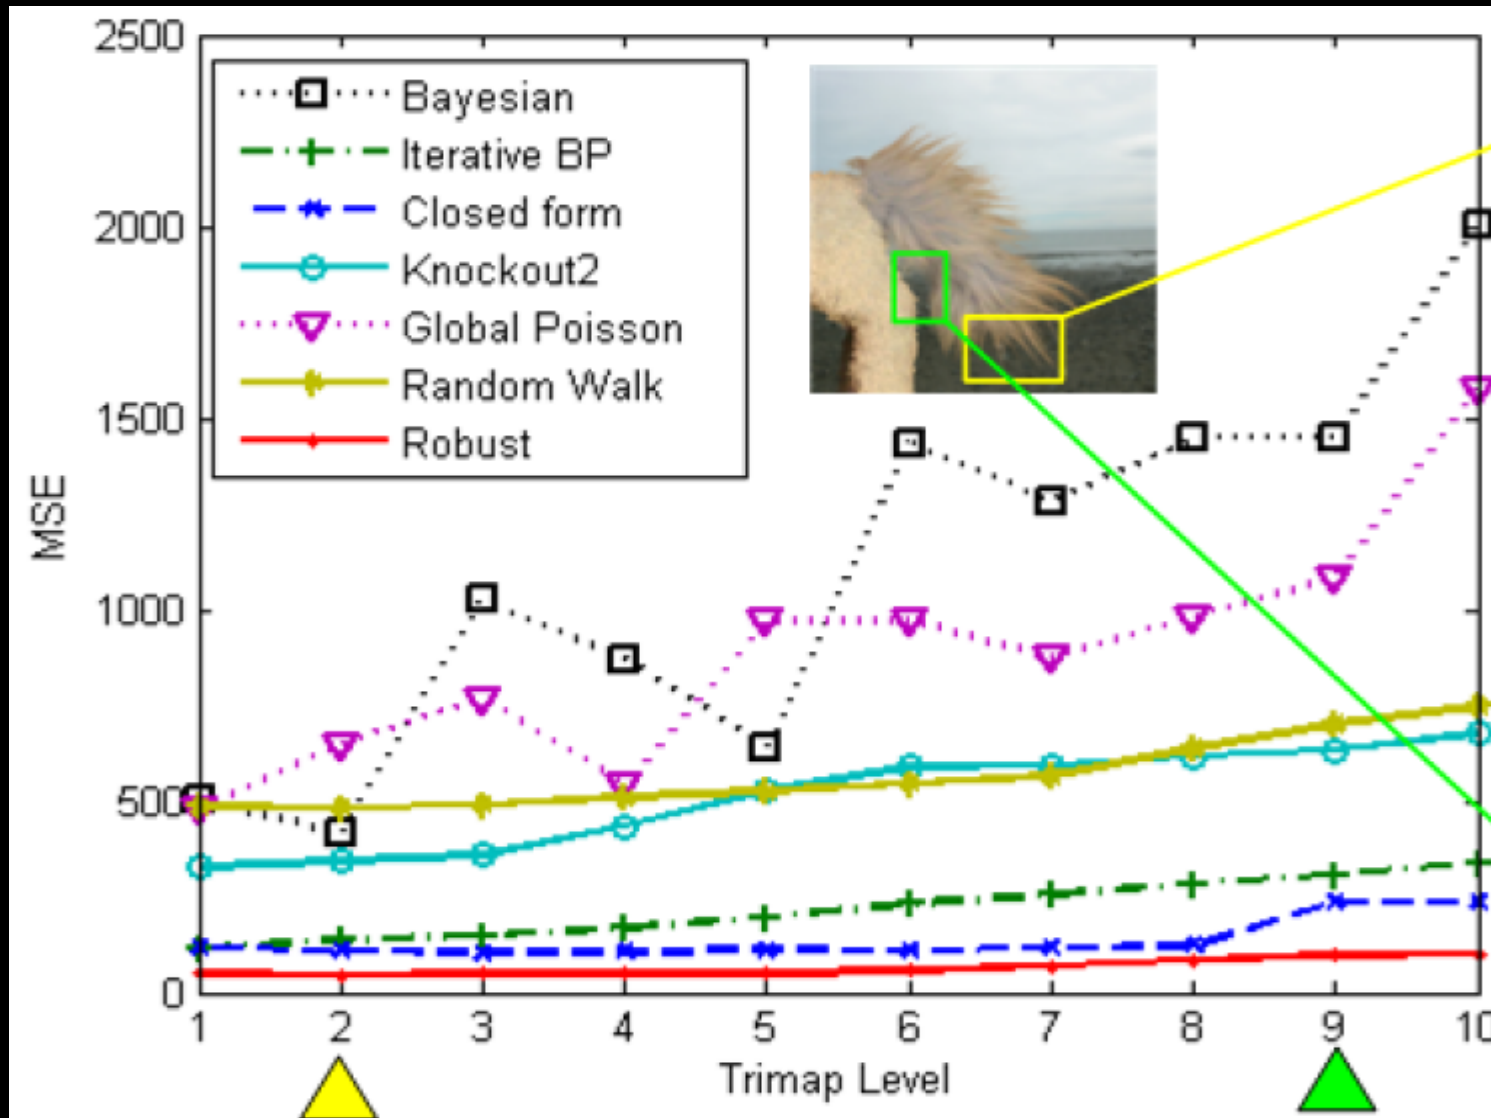 2500
2000
1500
1000
500
0
MSE
Bayesian
Iterative BP
Closed form
Knockout2
Global Poisson
Random Walk
Robust
1 2 3 4 5 6 7 8 9 10
Trimap Level